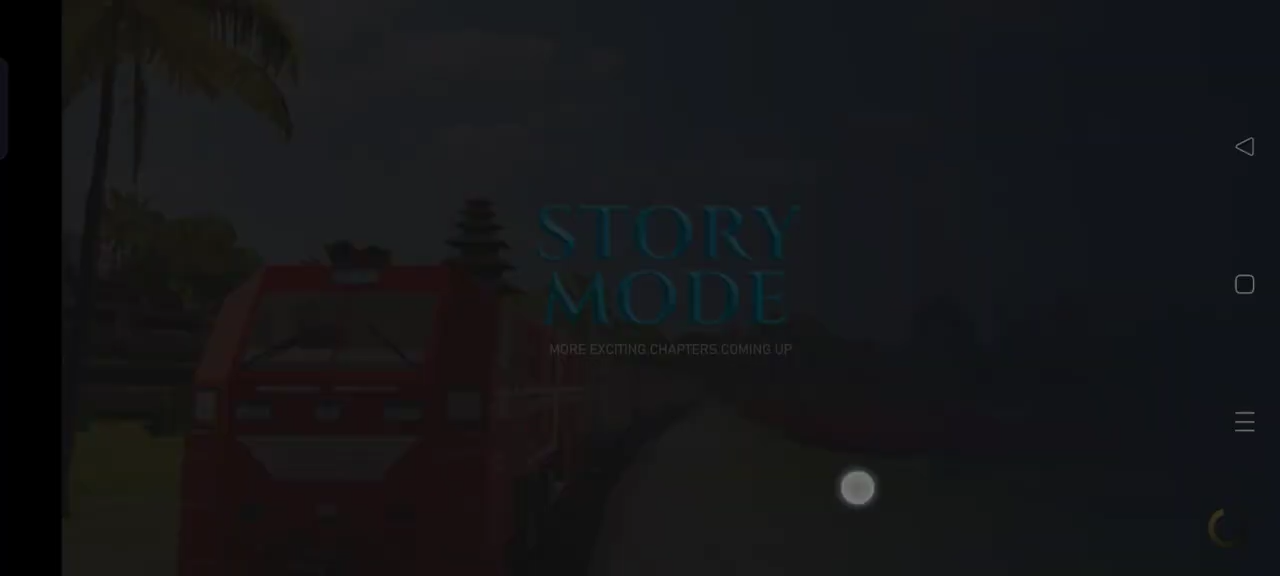 STORY
MODE
MORE EXCITING CHAPTERS COMING UP